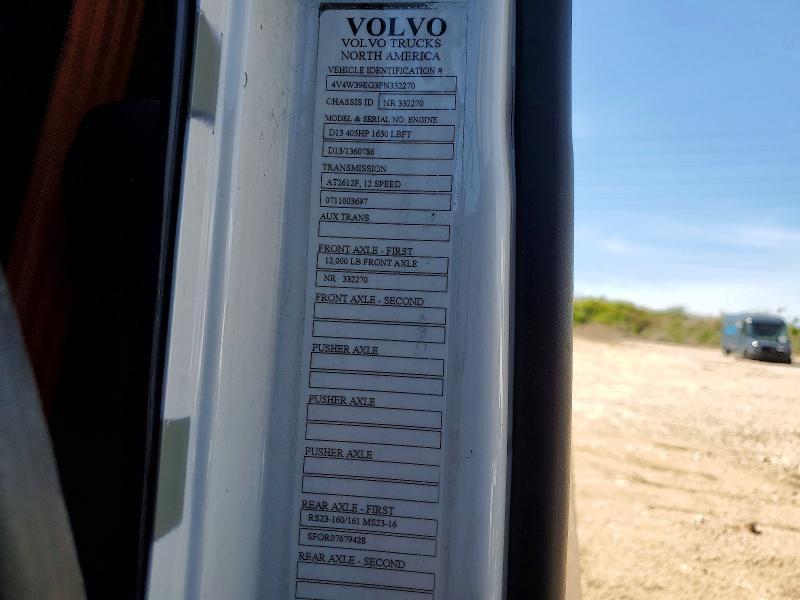 VOLVO
VOLVO TRUCKS
NORTH AMERICA
VEHICLE IDENTIFICATION #
4V4W39EG3PN332270
CHASSIS ID NR 332270
MODEL & SERIAL NO. ENGINE
D13 405HP 1650 LBFT
D13/1360786
TRANSMISSION
AT2612F, 12 SPEED
0711003697
AUX TRANS
FRONT AXLE - FIRST
12,000 LB FRONT AXLE
NR 332270
FRONT AXLE - SECOND
PUSHER AXLE
PUSHER AXLE
PUSHER AXLE
REAR AXLE - FIRST
RS23-160/161 MS23-16
SFOR07679428
REAR AXLE - SECOND